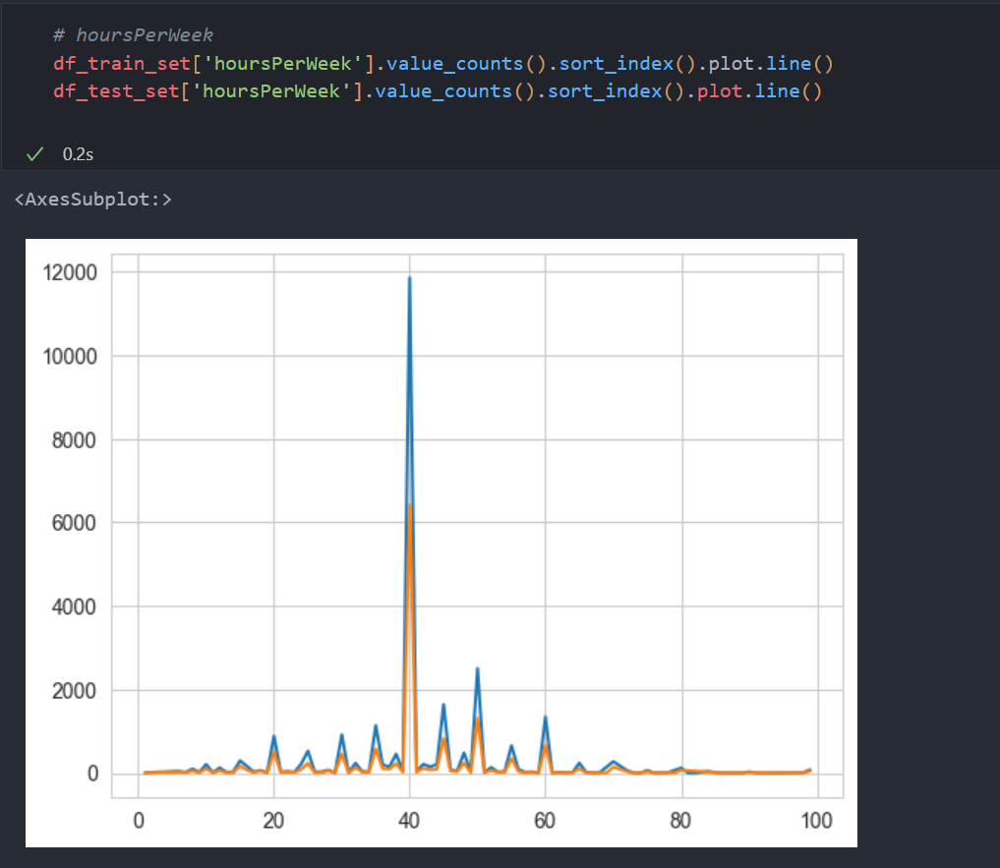 # hoursPerWeek
df_train_set['hoursPerWeek'].value_counts().sort_index().plot.line()
df_test_set['hoursPerWeek'].value_counts().sort_index().plot.line()
0.2s
<AxesSubplot:>
12000
10000
8000
6000
4000
2000
0
0 20 40 60 80 100